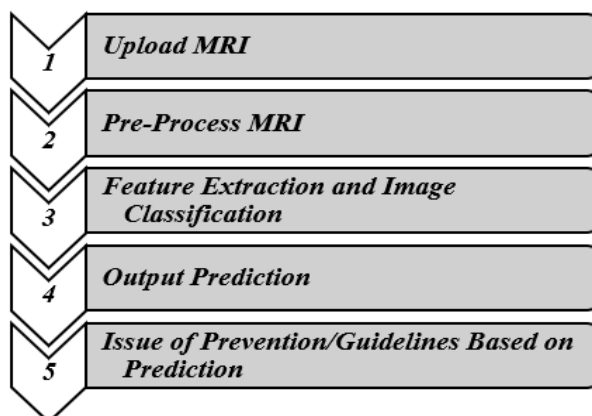 1
Upload MRI
2
Pre-Process MRI
3
Feature Extraction and Image
Classification
4
Output Prediction
5
Issue of Prevention/Guidelines Based on
Prediction